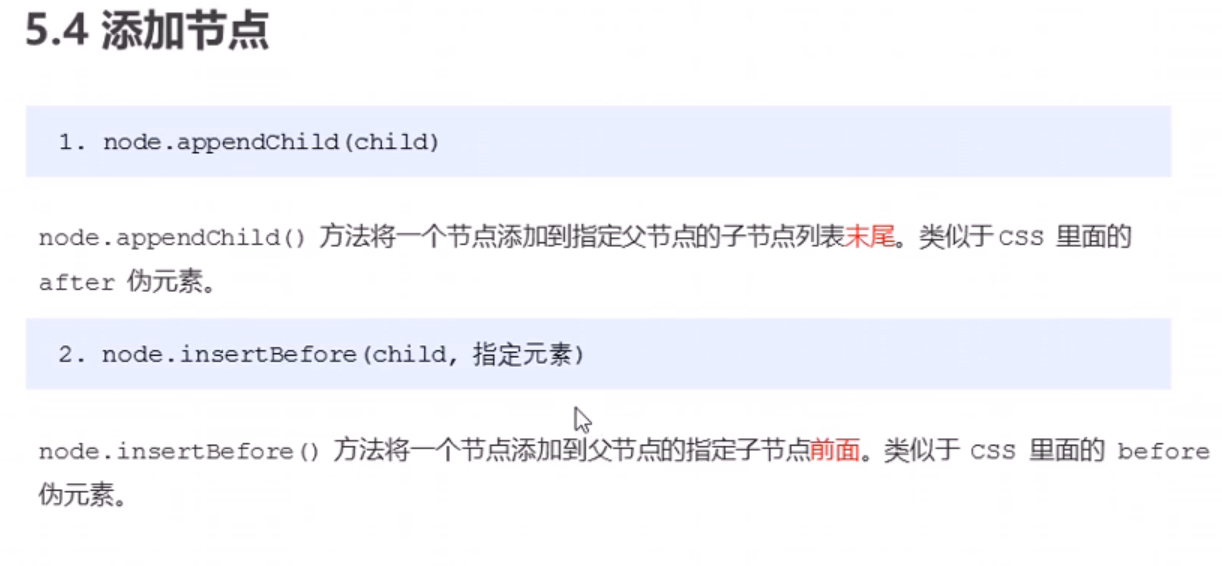 5.4 添加节点
1. node.appendChild(child)
node.appendChild() 方法将一个节点添加到指定父节点的子节点列表末尾。类似于 CSS 里面的
after 伪元素。
2. node.insertBefore(child, 指定元素)
node.insertBefore() 方法将一个节点添加到父节点的指定子节点前面。类似于 CSS 里面的 before
伪元素。